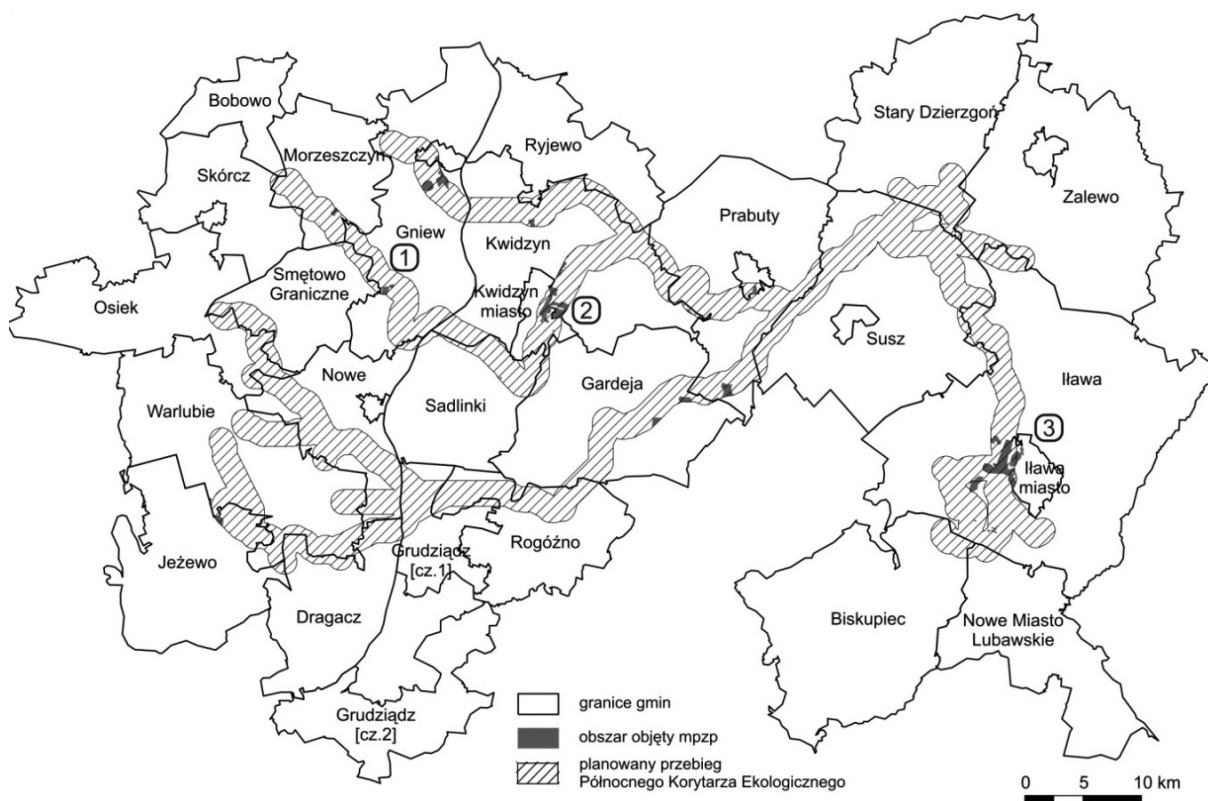 Bobowo
Stary Dzierzgoń
Morzeszczyn
Ryjewo
Skórcz
Zalewo
Prabuty
Gniew
Kwidzyn
1
Smętowo
Graniczne
Osiek
Kwidzyn
miasto
2
Susz
Nowe
Gardeja
Iława
Warlubie
Sadlinki
3
Iława
miasto
Rogóźno
Grudziądz
[cz.1]
Jeżewo
Dragacz
Biskupiec
Nowe Miasto
Lubawskie
Grudziądz
[cz.2]
granice gmin
obszar objęty mpzp
planowany przebieg
Północnego Korytarza Ekologicznego
0 5 10 km